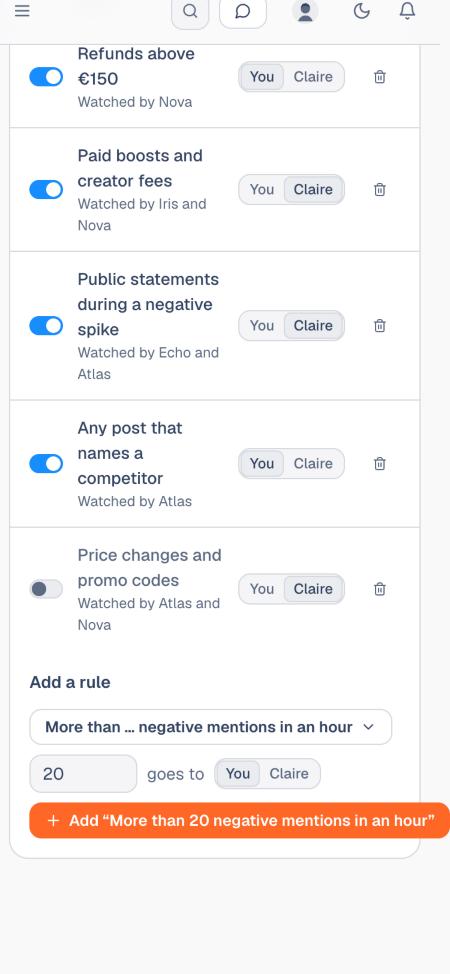 Refunds above
€150
Watched by Nova
You Claire
Paid boosts and
creator fees
Watched by Iris and
Nova
You Claire
Public statements
during a negative
spike
Watched by Echo and
Atlas
You Claire
Any post that
names a
competitor
Watched by Atlas
You Claire
Price changes and
promo codes
Watched by Atlas and
Nova
You Claire
Add a rule
More than … negative mentions in an hour
20 goes to You Claire
+ Add “More than 20 negative mentions in an hour”